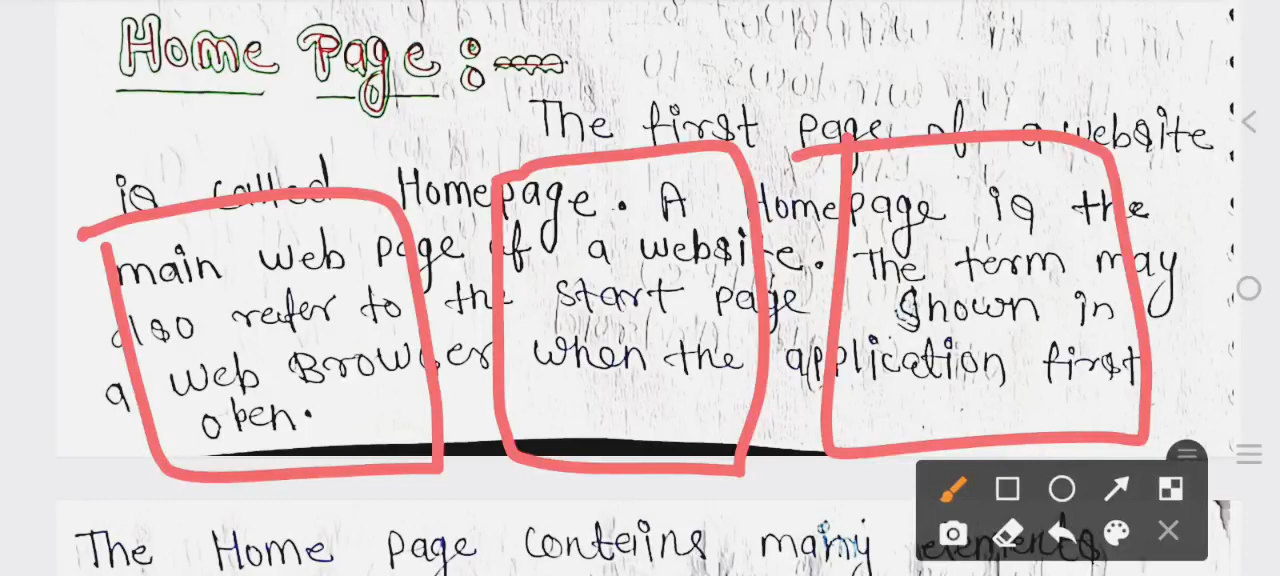 Home Page :-
The first page of a website
is called Homepage. A Homepage is the
main web page of a website. The term may
also refer to the start page shown in
a web Browser when the application first
open.
The Home Page conteins many elements